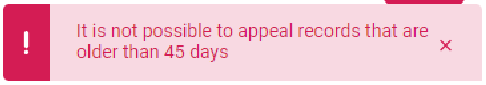 It is not possible to appeal records that are
older than 45 days